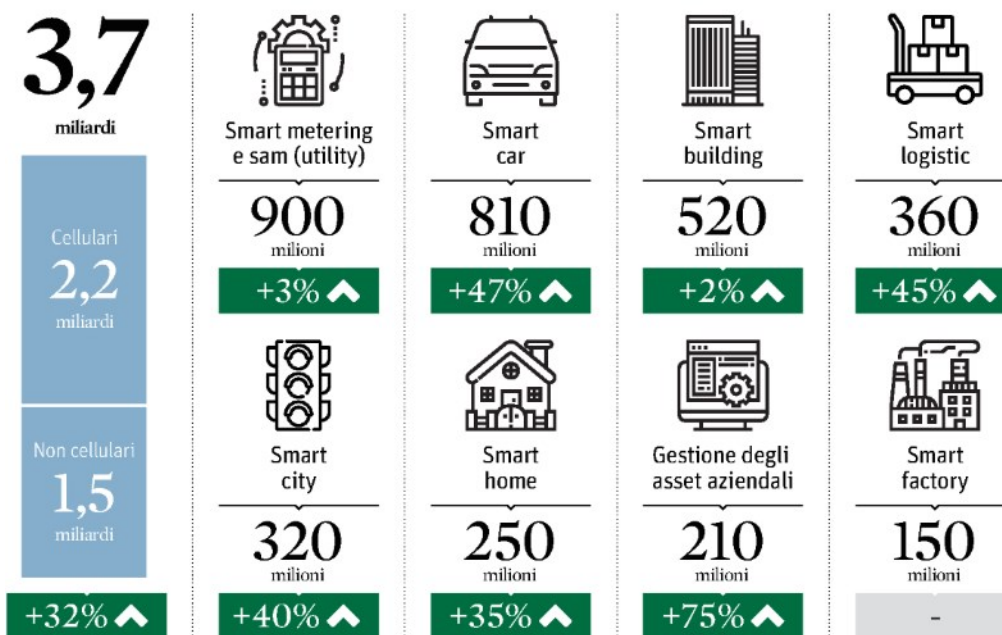 3,7
miliardi
Cellulari
2,2
miliardi
Non cellulari
1,5
miliardi
+32%
Smart metering
e sam (utility)
900
milioni
+3%
Smart
car
810
milioni
+47%
Smart
building
520
milioni
+2%
Smart
logistic
360
milioni
+45%
Smart
city
320
milioni
+40%
Smart
home
250
milioni
+35%
Gestione degli
asset aziendali
210
milioni
+75%
Smart
factory
150
milioni
-